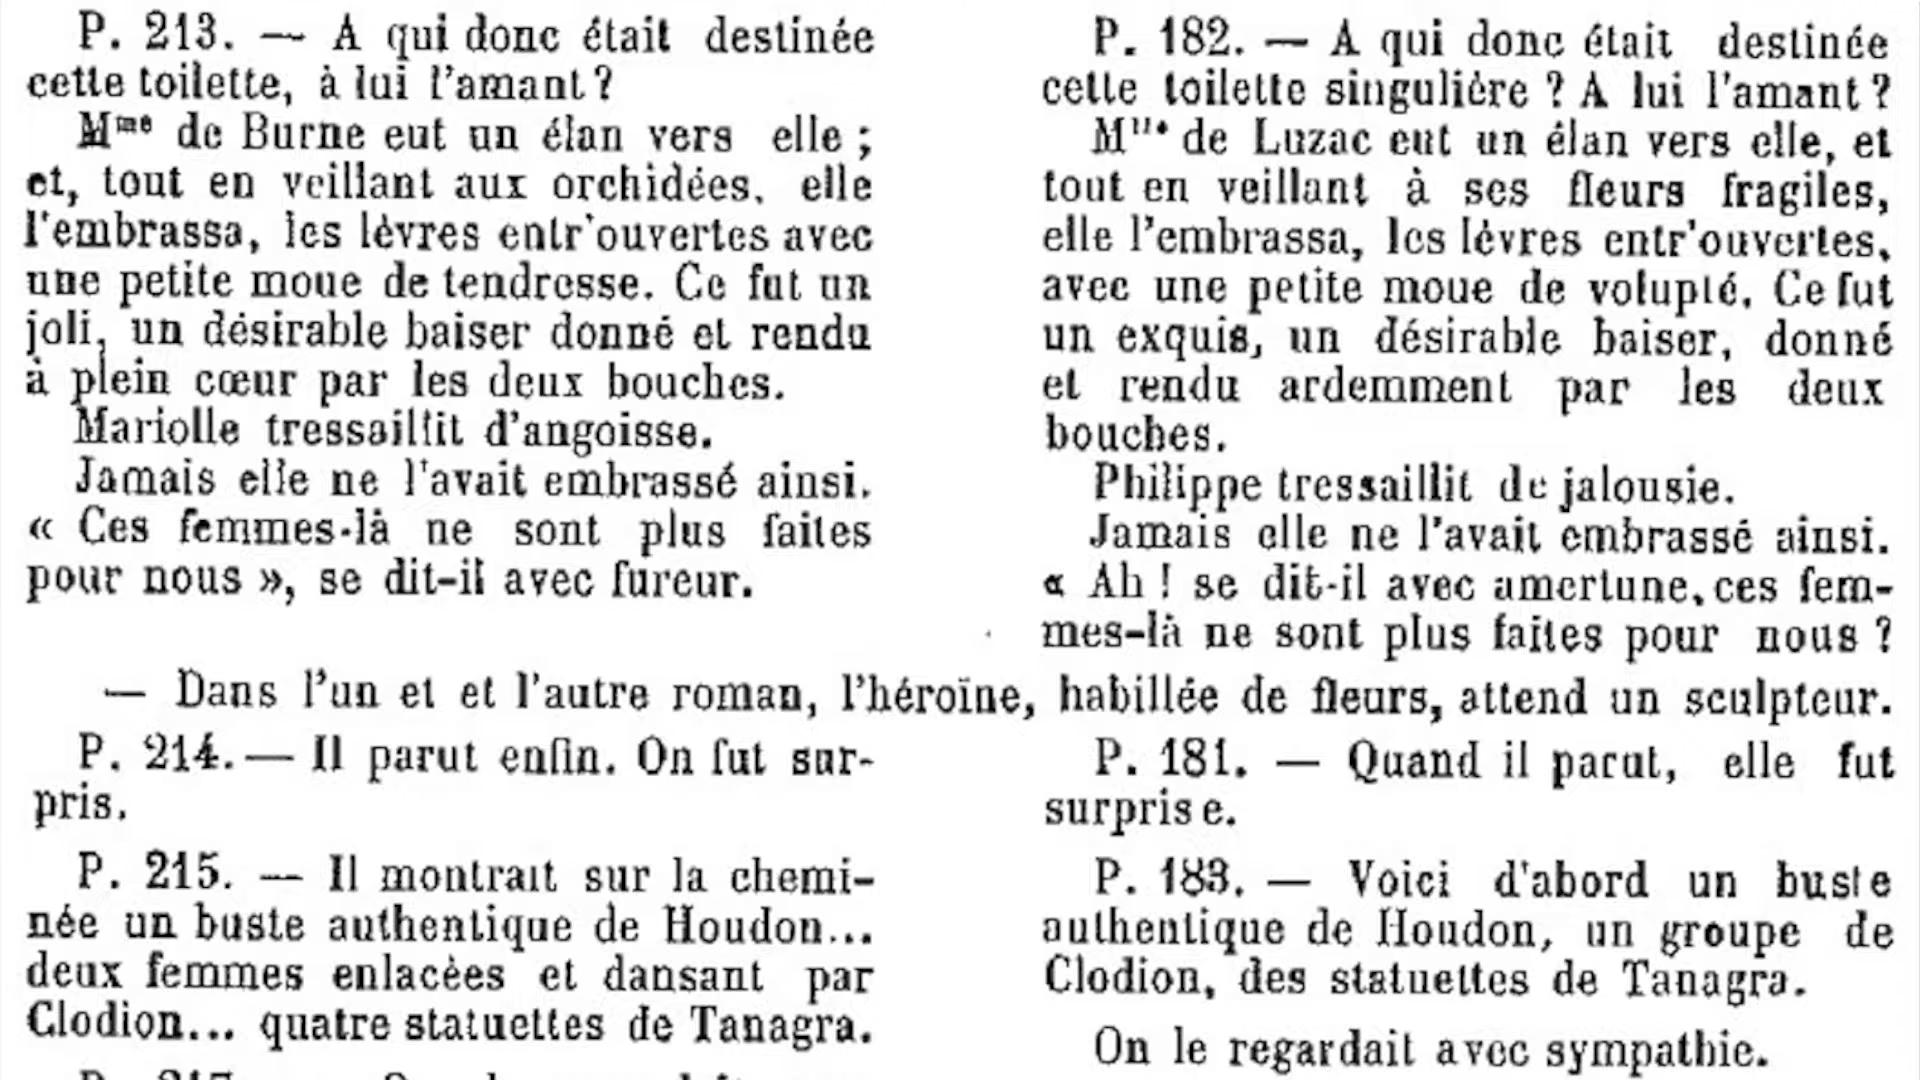 P. 213. — A qui donc était destinée
cette toilette, à lui l'amant ?
Mme de Burne eut un élan vers elle ;
et, tout en veillant aux orchidées, elle
l'embrassa, les lèvres entr'ouvertes avec
une petite moue de tendresse. Ce fut un
joli, un désirable baiser donné et rendu
à plein cœur par les deux bouches.
Mariolle tressaillit d'angoisse.
Jamais elle ne l'avait embrassé ainsi.
« Ces femmes-là ne sont plus faites
pour nous », se dit-il avec fureur.
P. 182. — A qui donc était destinée
cette toilette singulière ? A lui l'amant ?
Mlle de Luzac eut un élan vers elle, et
tout en veillant à ses fleurs fragiles,
elle l'embrassa, les lèvres entr'ouvertes,
avec une petite moue de volupté. Ce fut
un exquis, un désirable baiser, donné
et rendu ardemment par les deux
bouches.
Philippe tressaillit de jalousie.
Jamais elle ne l'avait embrassé ainsi.
« Ah ! se dit-il avec amertune, ces fem-
mes-là ne sont plus faites pour nous ?
— Dans l'un et et l'autre roman, l'héroïne, habillée de fleurs, attend un sculpteur.
P. 214. — Il parut enfin. On fut sur-
pris.
P. 215. — Il montrait sur la chemi-
née un buste authentique de Houdon...
deux femmes enlacées et dansant par
Clodion... quatre statuettes de Tanagra.
P. 181. — Quand il parut, elle fut
surprise.
P. 183. — Voici d'abord un buste
authentique de Houdon, un groupe de
Clodion, des statuettes de Tanagra.
On le regardait avec sympathie.